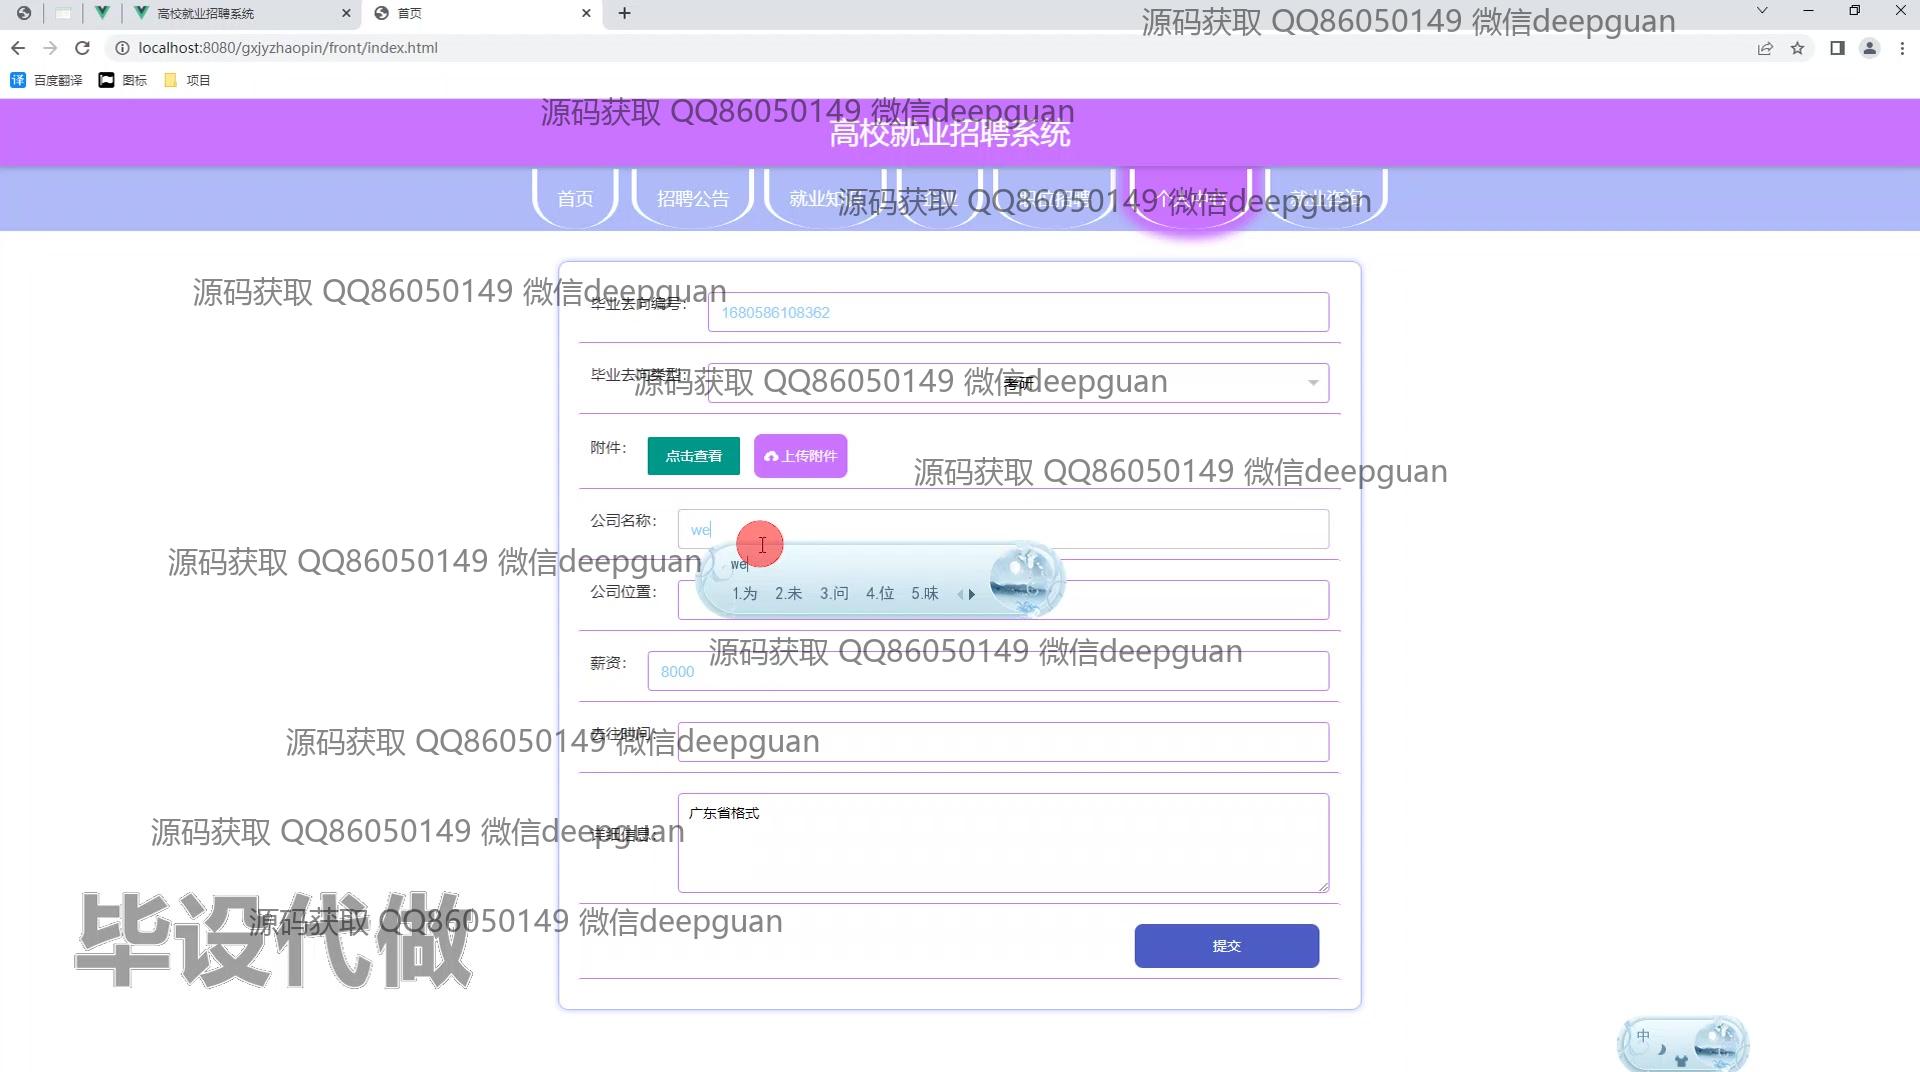 高校就业招聘系统
首页
源码获取 QQ86050149 微信deepguan
localhost:8080/gxjyzhaopin/front/index.html
百度翻译
图标
项目
源码获取 QQ86050149 微信deepguan
高校就业招聘系统
首页
招聘公告
就业知
源码获取 QQ86050149 微信deepguan
源码获取 QQ86050149 微信deepguan
毕业去向编号：
1680586108362
毕业去向类型：
考研
源码获取 QQ86050149 微信deepguan
附件：
点击查看
上传附件
源码获取 QQ86050149 微信deepguan
公司名称：
we
源码获取 QQ86050149 微信deepguan
we
1.为 2.未 3.问 4.位 5.味
公司位置：
源码获取 QQ86050149 微信deepguan
薪资：
8000
去往时间：
源码获取 QQ86050149 微信deepguan
广东省格式
详细信息：
源码获取 QQ86050149 微信deepguan
毕设代做
源码获取 QQ86050149 微信deepguan
提交
中